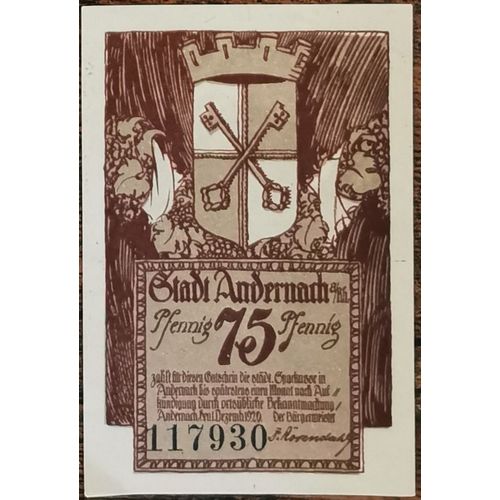 Stadt Andernach a/Rh.
Pfennig 75 Pfennig
zahlt für diesen Gutschein die städt. Sparkasse in
Andernach bis spätestens einen Monat nach Auf-
kündigung durch ortsübliche Bekanntmachung
Andernach, den 1. Dezemb. 1920. der Bürgermeister
117930